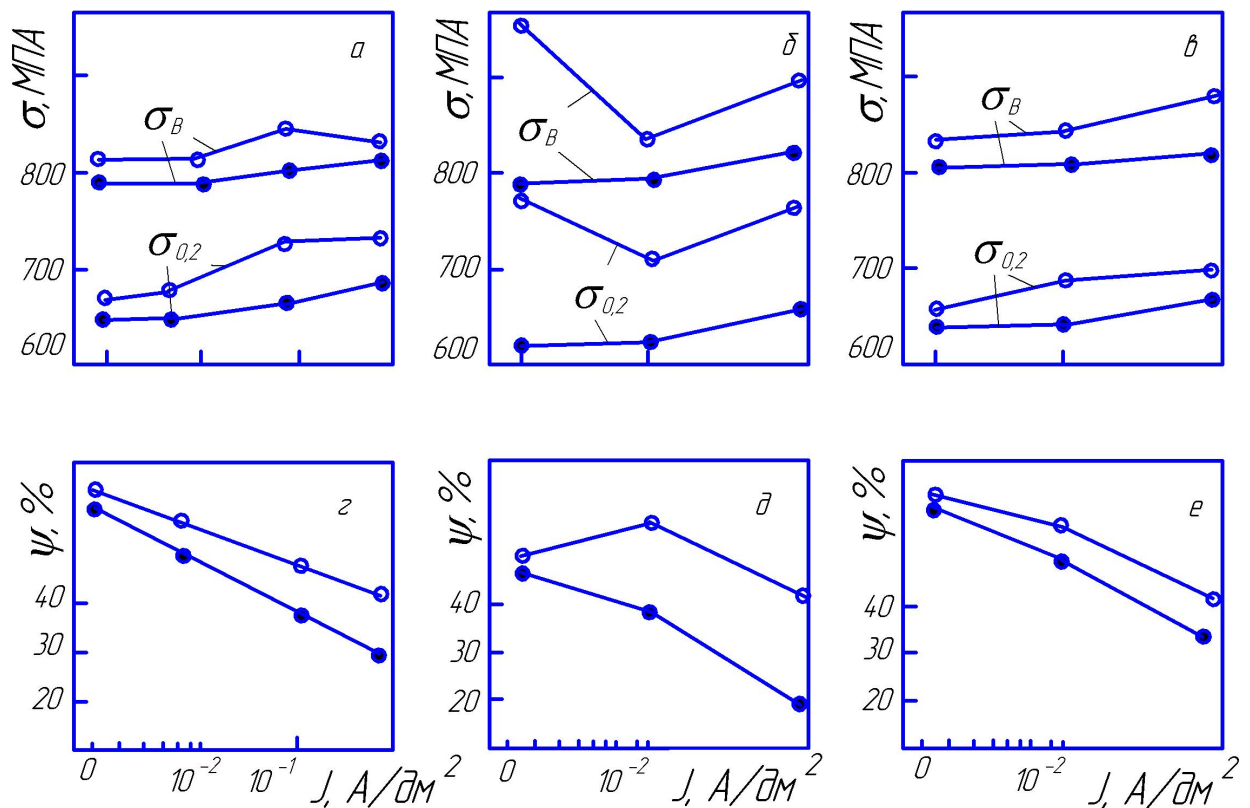 σ, МПА
а
σ, МПА
б
σ, МПА
в
σв
σв
σв
800
800
800
σ0,2
σ0,2
σ0,2
700
700
700
600
600
600
ψ, %
г
ψ, %
д
ψ, %
е
40
40
40
30
30
30
20
20
20
0
10⁻²
10⁻¹
J, А/дм²
0
10⁻²
J, А/дм²
0
10⁻²
J, А/дм²